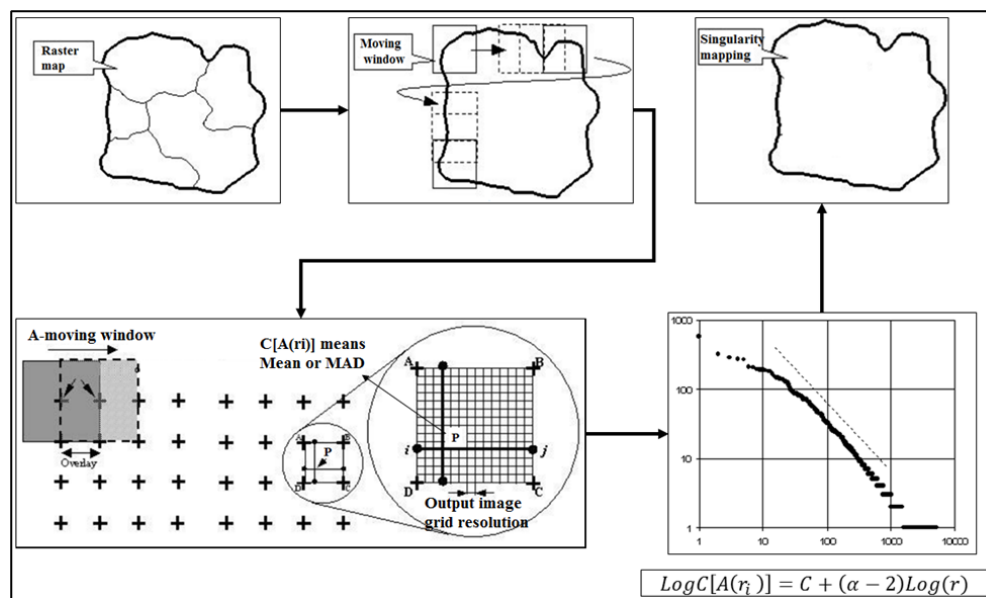 Raster
map
Moving
window
Singularity
mapping
A-moving window
C[A(ri)] means
Mean or MAD
Overlay
A
B
P
D
C
A
B
P
i
j
D
C
Output image
grid resolution
1000
100
10
1
1
10
100
1000
10000
LogC[A(r_i)] = C + (α − 2)Log(r)